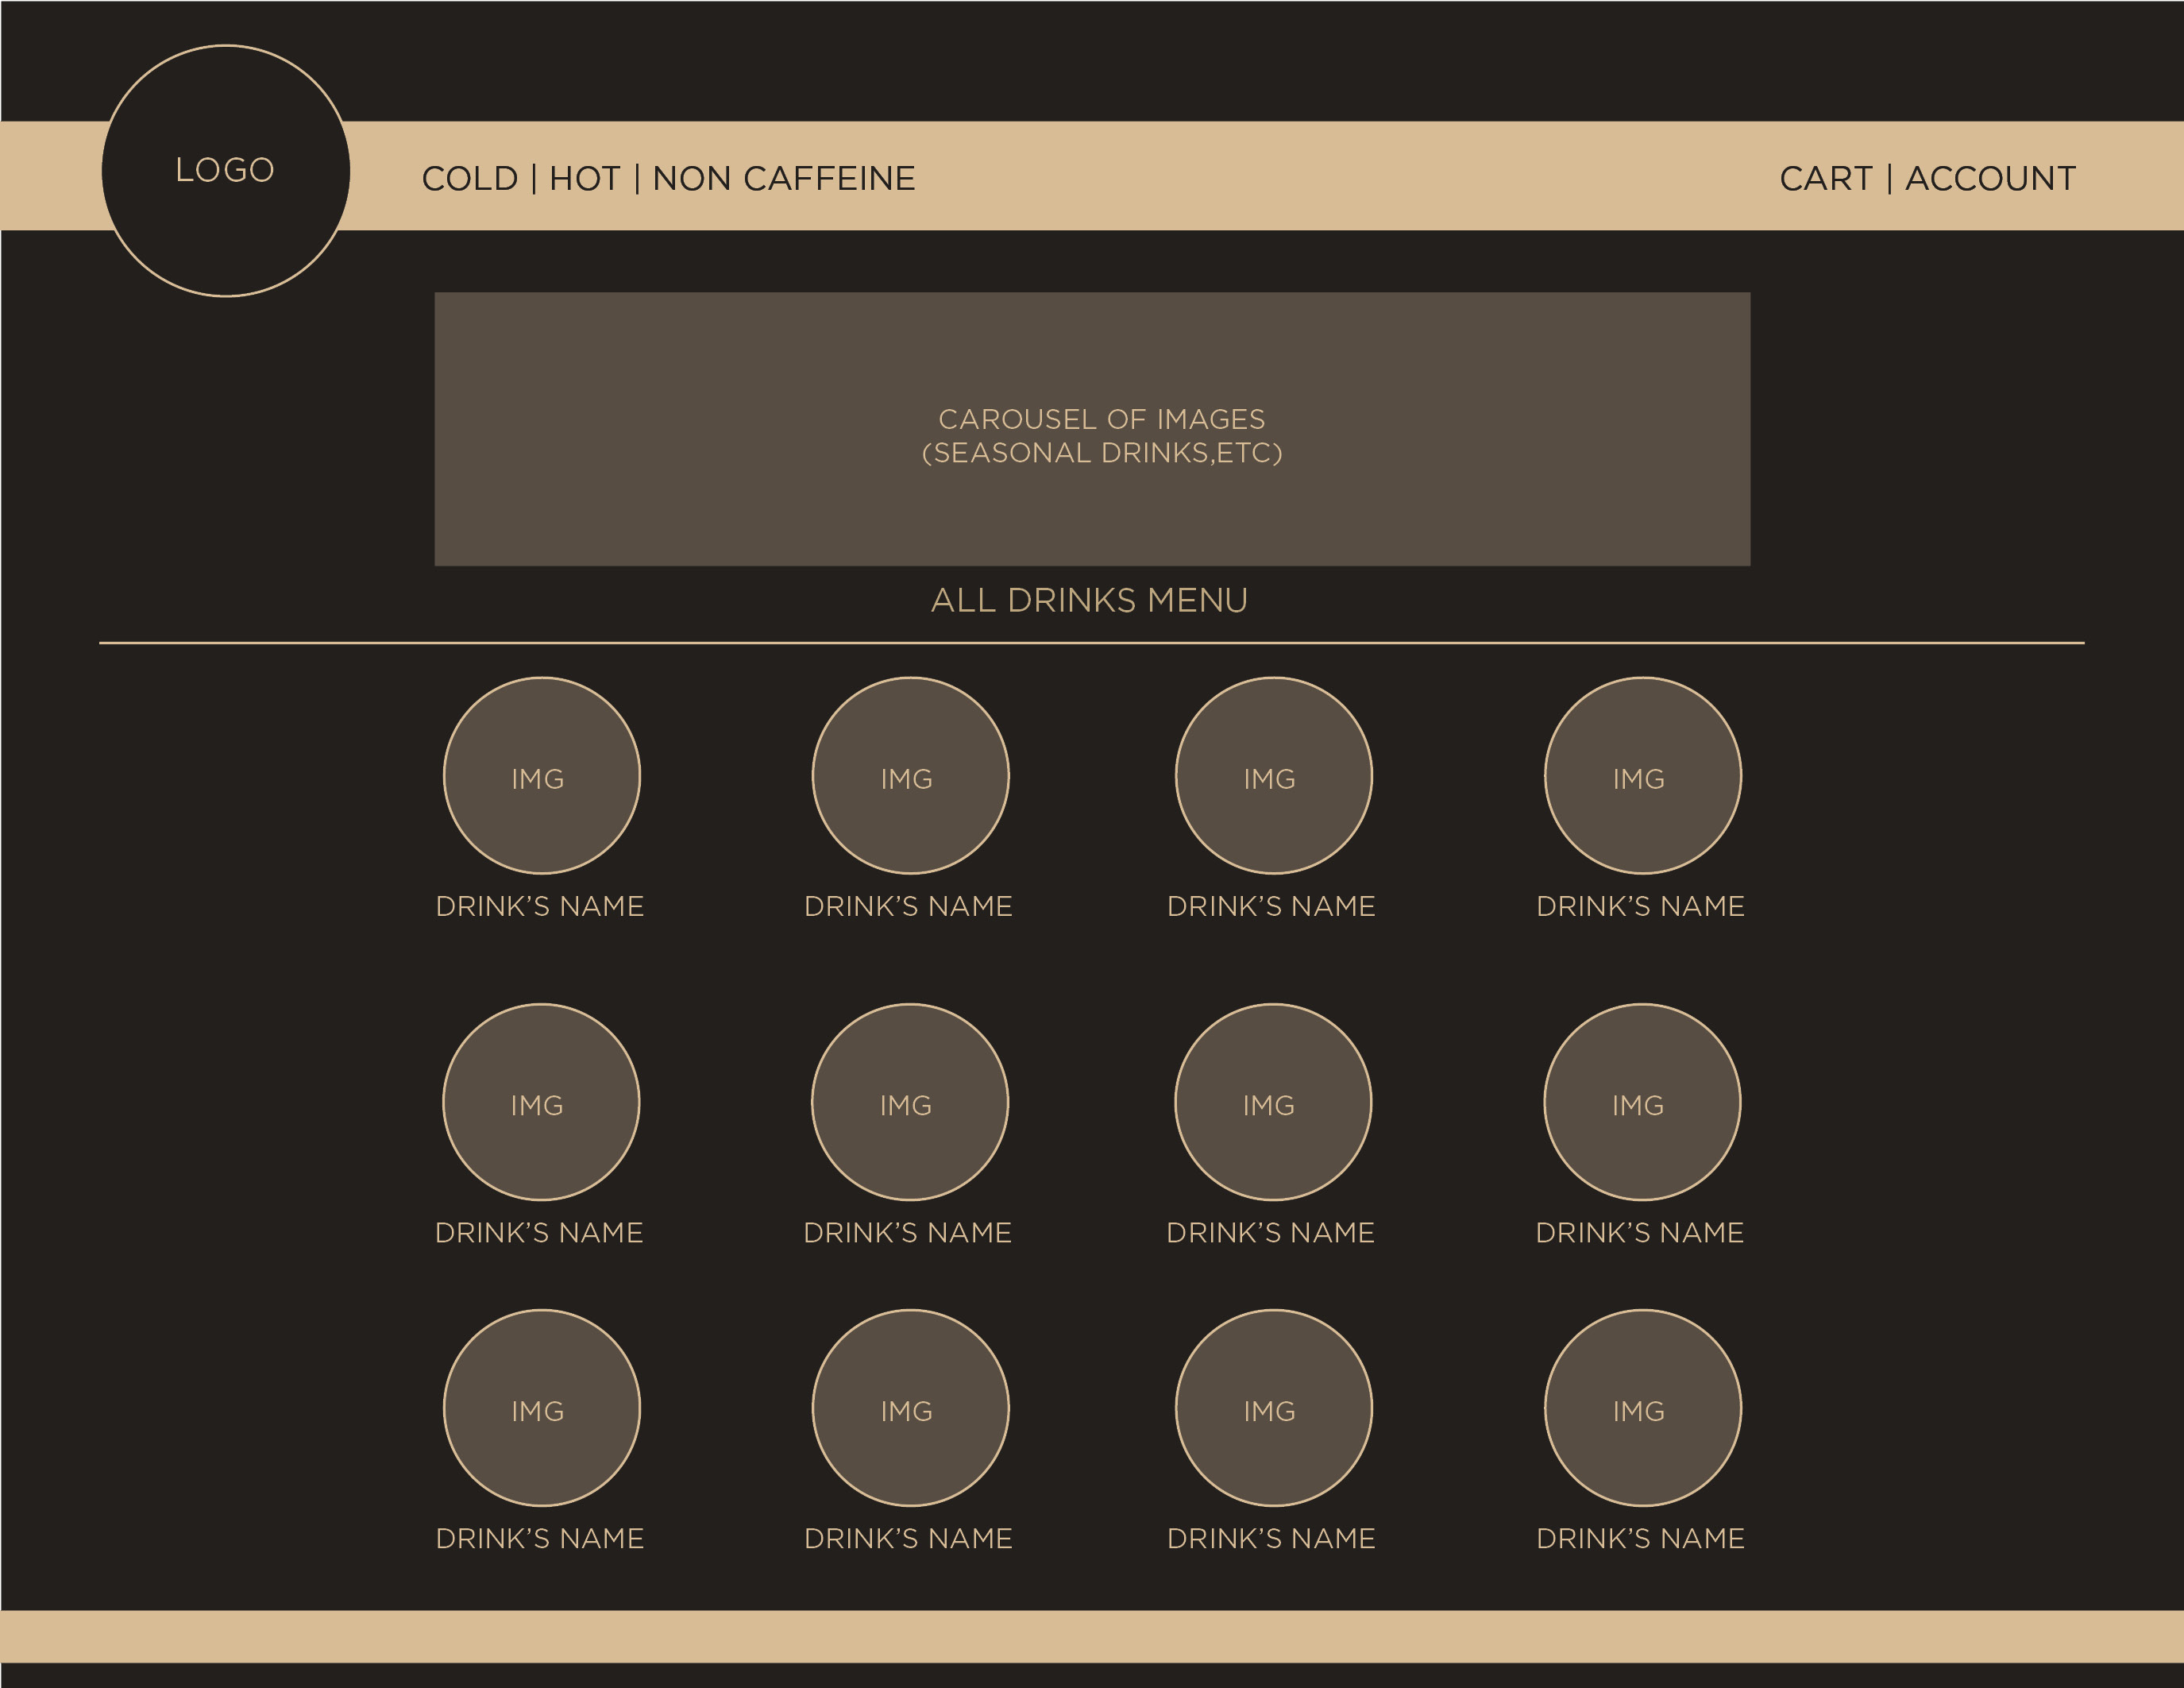 LOGO
COLD | HOT | NON CAFFEINE
CART | ACCOUNT
CAROUSEL OF IMAGES
(SEASONAL DRINKS,ETC)
ALL DRINKS MENU
IMG
IMG
IMG
IMG
DRINK’S NAME
DRINK’S NAME
DRINK’S NAME
DRINK’S NAME
IMG
IMG
IMG
IMG
DRINK’S NAME
DRINK’S NAME
DRINK’S NAME
DRINK’S NAME
IMG
IMG
IMG
IMG
DRINK’S NAME
DRINK’S NAME
DRINK’S NAME
DRINK’S NAME